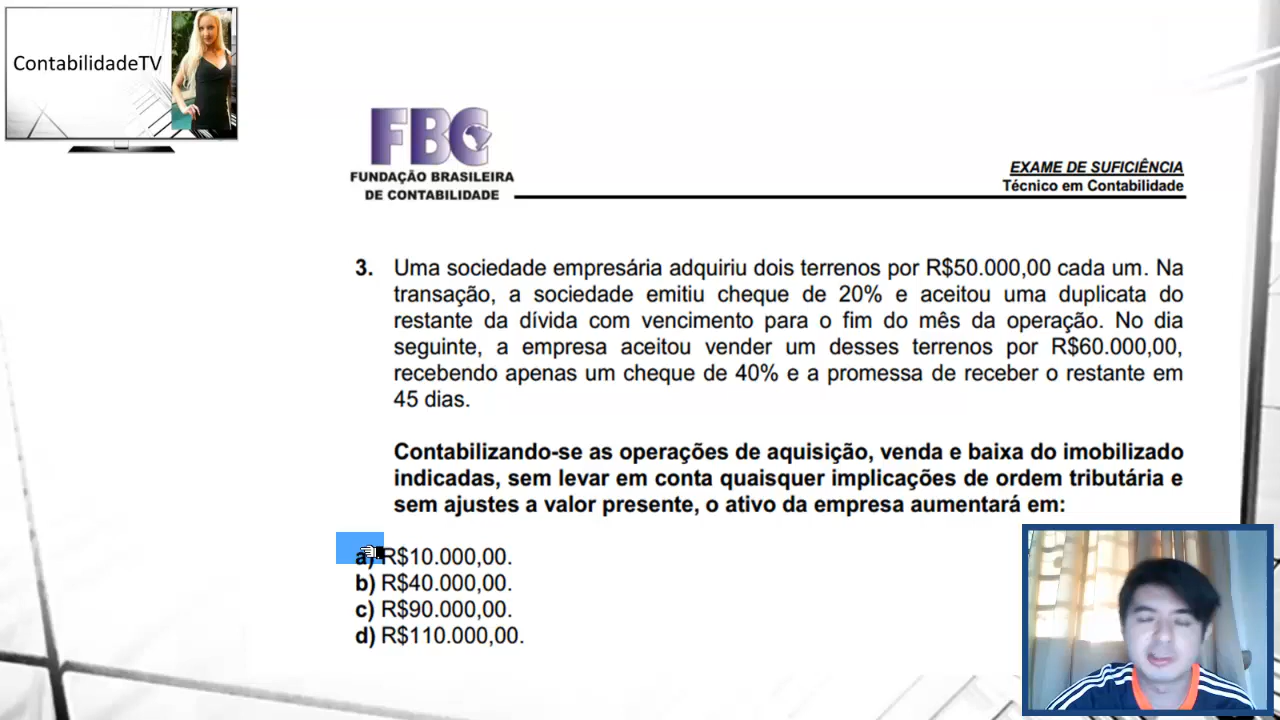 ContabilidadeTV
FBC
FUNDAÇÃO BRASILEIRA
DE CONTABILIDADE
EXAME DE SUFICIÊNCIA
Técnico em Contabilidade
3. Uma sociedade empresária adquiriu dois terrenos por R$50.000,00 cada um. Na
transação, a sociedade emitiu cheque de 20% e aceitou uma duplicata do
restante da dívida com vencimento para o fim do mês da operação. No dia
seguinte, a empresa aceitou vender um desses terrenos por R$60.000,00,
recebendo apenas um cheque de 40% e a promessa de receber o restante em
45 dias.
Contabilizando-se as operações de aquisição, venda e baixa do imobilizado
indicadas, sem levar em conta quaisquer implicações de ordem tributária e
sem ajustes a valor presente, o ativo da empresa aumentará em:
a) R$10.000,00.
b) R$40.000,00.
c) R$90.000,00.
d) R$110.000,00.